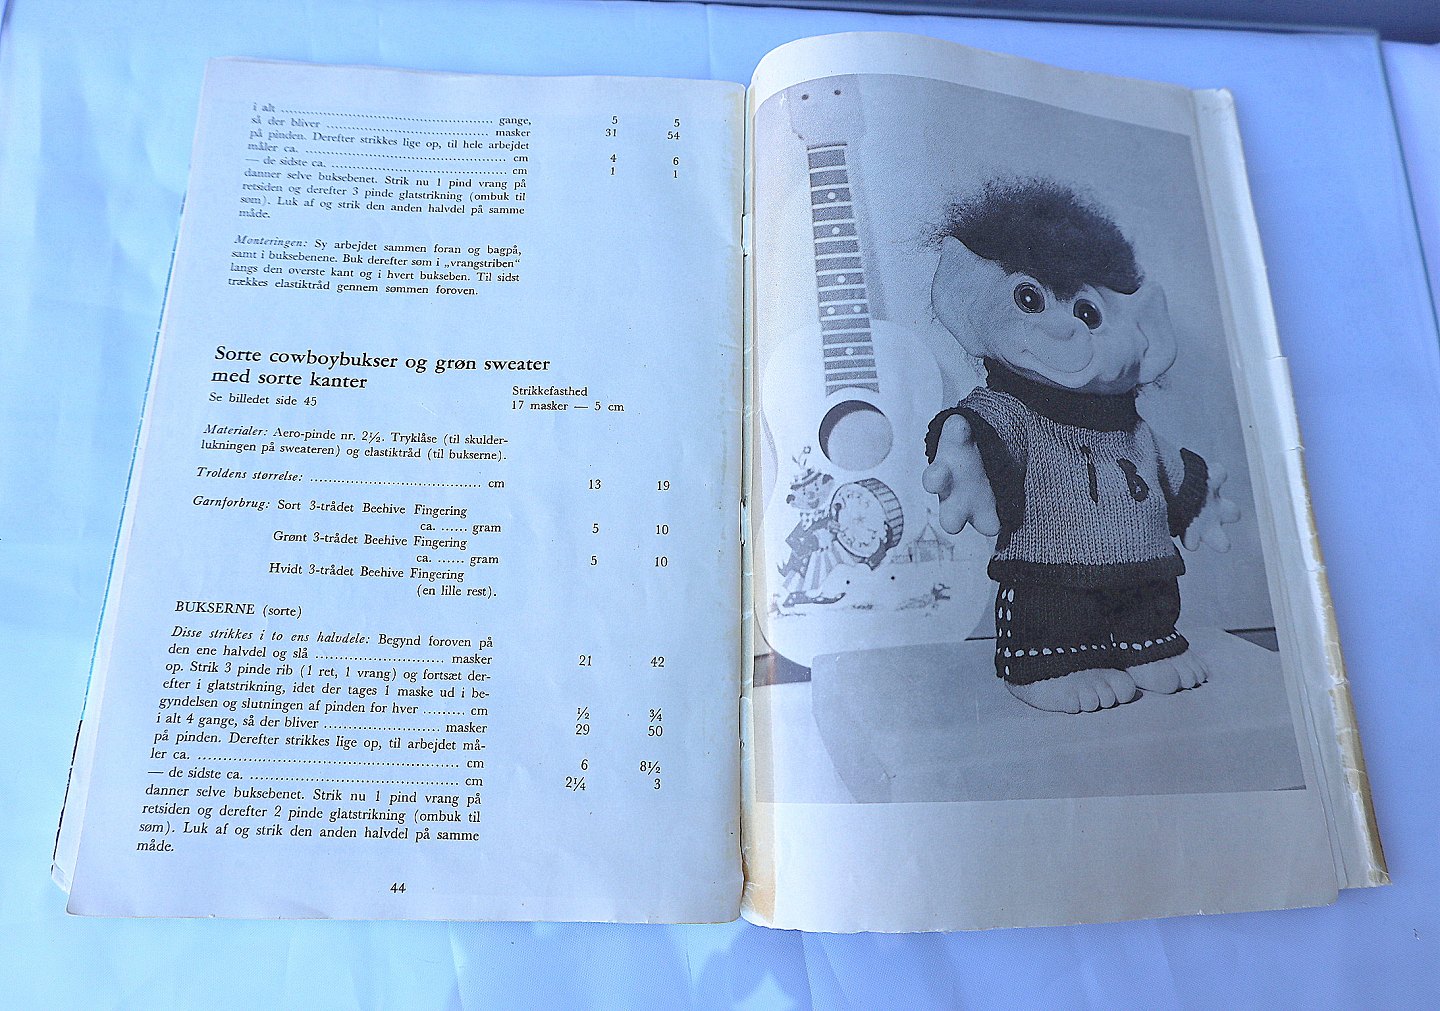 i alt ................................................ gange, 5 5
så der bliver ..................................... masker 31 54
på pinden. Derefter strikkes lige op, til hele arbejdet
måler ca. .............................................. cm 4 6
— de sidste ca. ........................................ cm 1 1
danner selve buksebenet. Strik nu 1 pind vrang på
retsiden og derefter 3 pinde glatstrikning (ombuk til
søm). Luk af og strik den anden halvdel på samme
måde.
Monteringen: Sy arbejdet sammen foran og bagpå,
samt i buksebenene. Buk derefter søm i „vrangstriben“
langs den øverste kant og i hvert bukseben. Til sidst
trækkes elastiktråd gennem sømmen foroven.
Sorte cowboybukser og grøn sweater
med sorte kanter
Se billedet side 45
Strikkefasthed
17 masker — 5 cm
Materialer: Aero-pinde nr. 2½. Tryklåse (til skulder-
lukningen på sweateren) og elastiktråd (til bukserne).
Troldens størrelse: ..................................... cm 13 19
Garnforbrug: Sort 3-trådet Beehive Fingering
ca. ...... gram 5 10
Grønt 3-trådet Beehive Fingering
ca. ...... gram 5 10
Hvidt 3-trådet Beehive Fingering
(en lille rest).
BUKSERNE (sorte)
Disse strikkes i to ens halvdele: Begynd foroven på
den ene halvdel og slå ........................... masker 21 42
op. Strik 3 pinde rib (1 ret, 1 vrang) og fortsæt der-
efter i glatstrikning, idet der tages 1 maske ud i be-
gyndelsen og slutningen af pinden for hver ......... cm ½ ¾
i alt 4 gange, så der bliver ........................ masker 29 50
på pinden. Derefter strikkes lige op, til arbejdet må-
ler ca. ..................................................... cm 6 8½
— de sidste ca. ........................................... cm 2¼ 3
danner selve buksebenet. Strik nu 1 pind vrang på
retsiden og derefter 2 pinde glatstrikning (ombuk til
søm). Luk af og strik den anden halvdel på samme
måde.
44